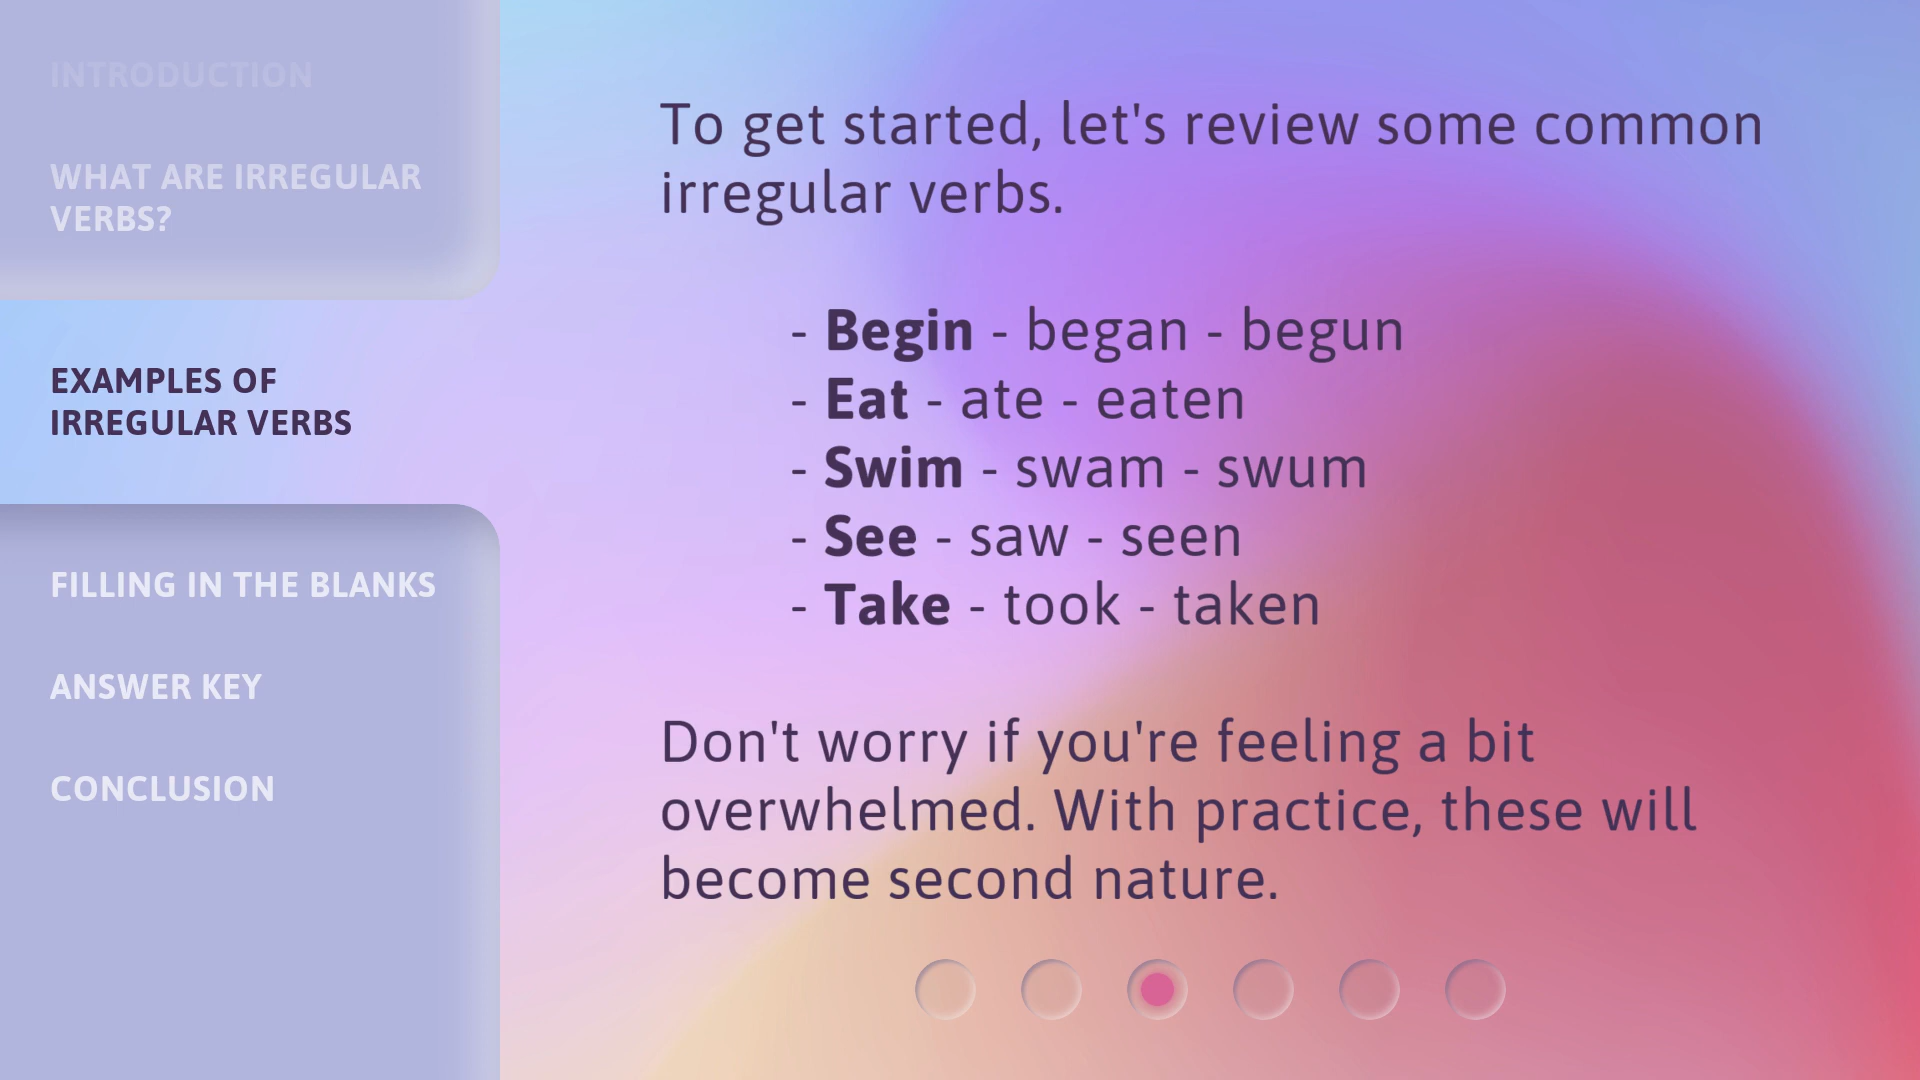 INTRODUCTION
WHAT ARE IRREGULAR
VERBS?
EXAMPLES OF
IRREGULAR VERBS
FILLING IN THE BLANKS
ANSWER KEY
CONCLUSION
To get started, let's review some common
irregular verbs.
- Begin - began - begun
- Eat - ate - eaten
- Swim - swam - swum
- See - saw - seen
- Take - took - taken
Don't worry if you're feeling a bit
overwhelmed. With practice, these will
become second nature.